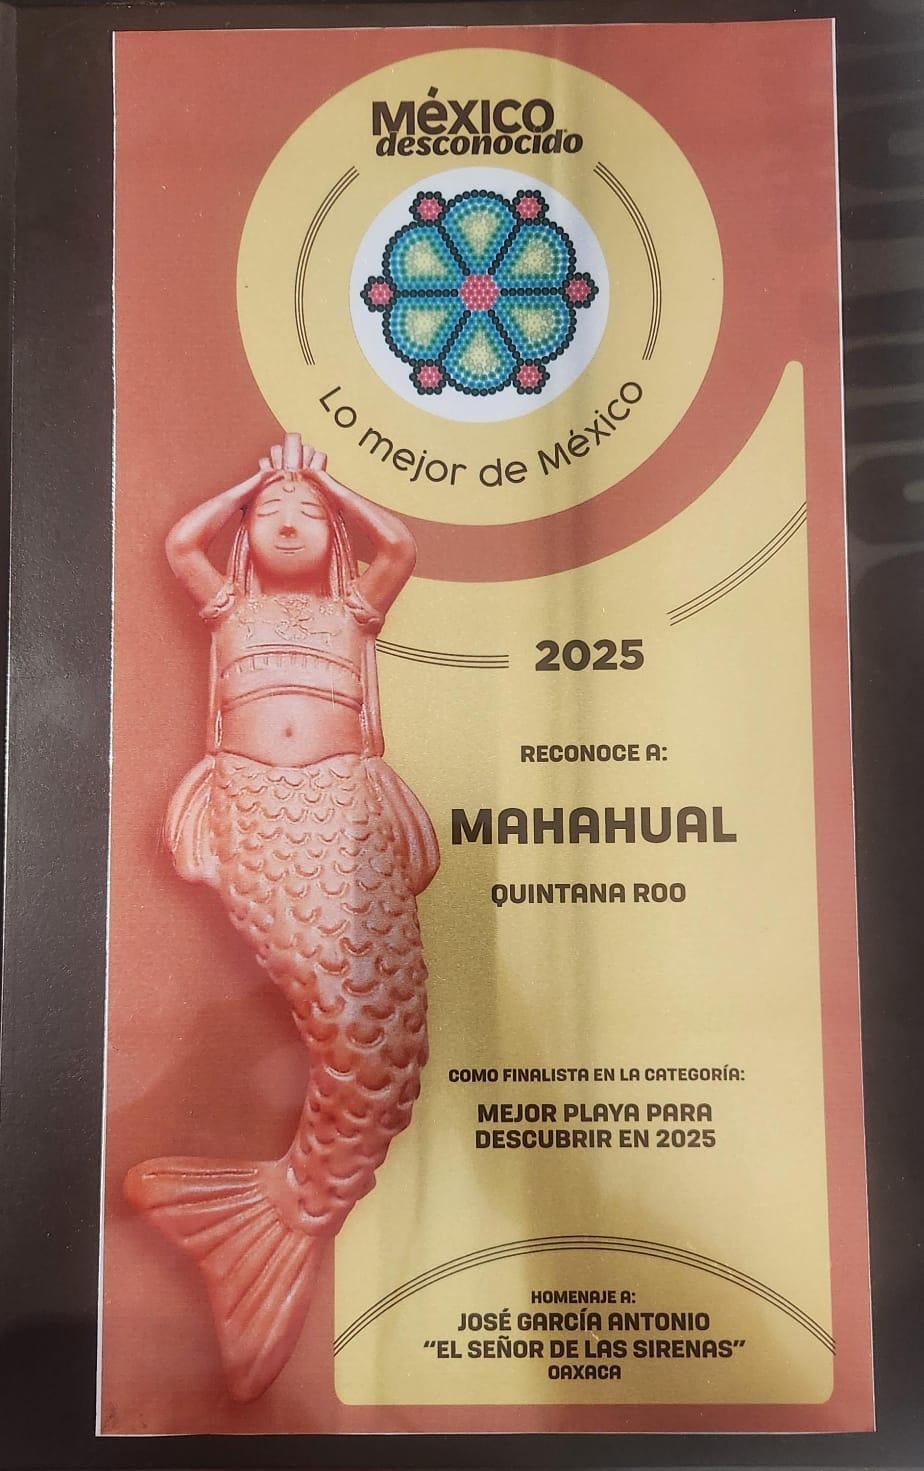 México
desconocido
Lo mejor de México
2025
RECONOCE A:
MAHAHUAL
QUINTANA ROO
COMO FINALISTA EN LA CATEGORÍA:
MEJOR PLAYA PARA
DESCUBRIR EN 2025
HOMENAJE A:
JOSÉ GARCÍA ANTONIO
“EL SEÑOR DE LAS SIRENAS”
OAXACA